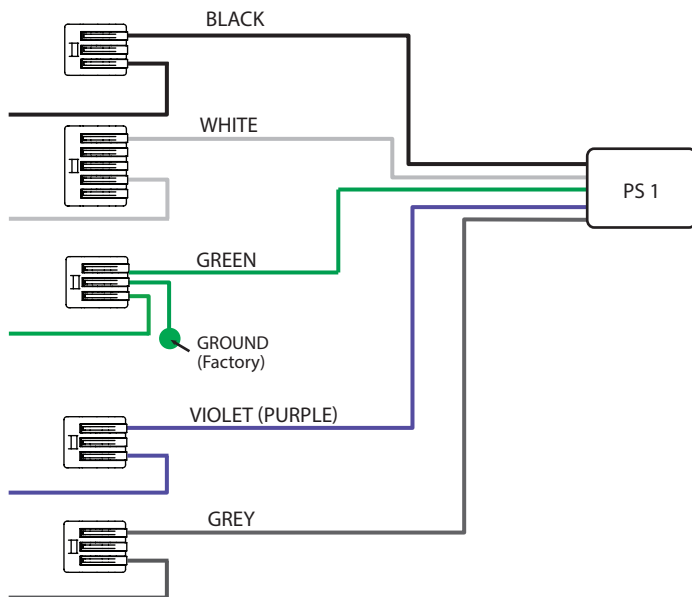 BLACK
WHITE
PS 1
GREEN
GROUND
(Factory)
VIOLET (PURPLE)
GREY